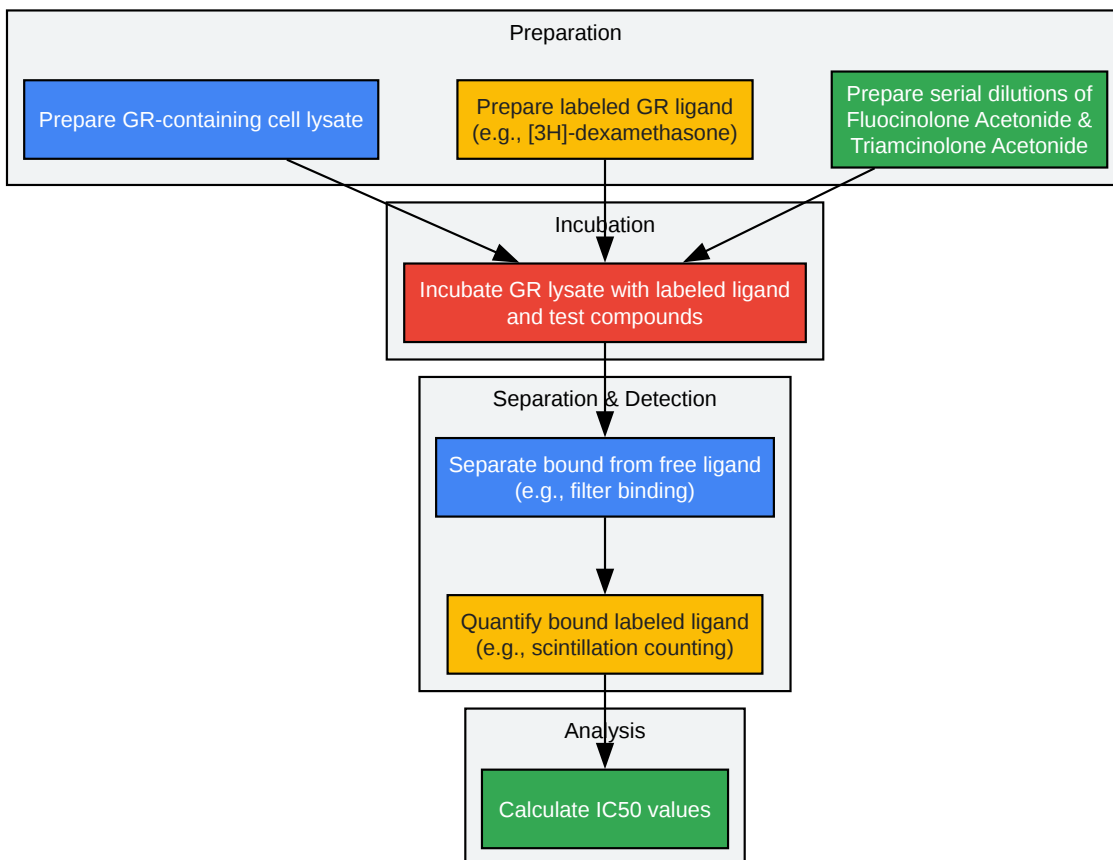 Preparation
Prepare GR-containing cell lysate
Prepare labeled GR ligand
(e.g., [3H]-dexamethasone)
Prepare serial dilutions of
Fluocinolone Acetonide &
Triamcinolone Acetonide
Incubation
Incubate GR lysate with labeled ligand
and test compounds
Separation & Detection
Separate bound from free ligand
(e.g., filter binding)
Quantify bound labeled ligand
(e.g., scintillation counting)
Analysis
Calculate IC50 values